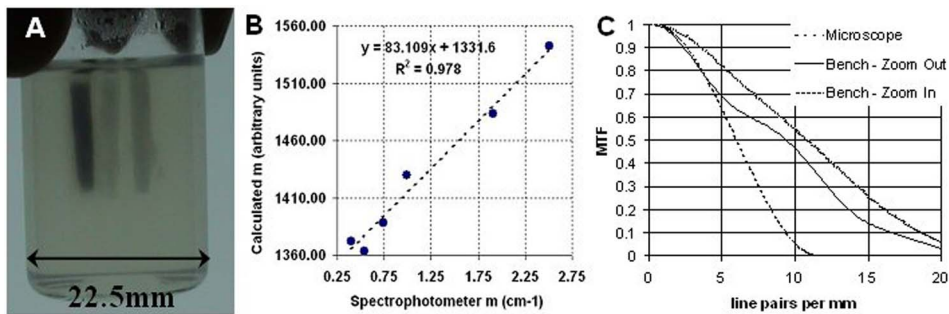 A
22.5mm
B
y = 83.109x + 1331.6
R² = 0.978
Calculated m (arbitrary units)
1560.00
1510.00
1460.00
1410.00
1360.00
0.25 0.75 1.25 1.75 2.25 2.75
Spectrophotometer m (cm-1)
C
Microscope
Bench - Zoom Out
Bench - Zoom In
MTF
1
0.9
0.8
0.7
0.6
0.5
0.4
0.3
0.2
0.1
0
0 5 10 15 20
line pairs per mm